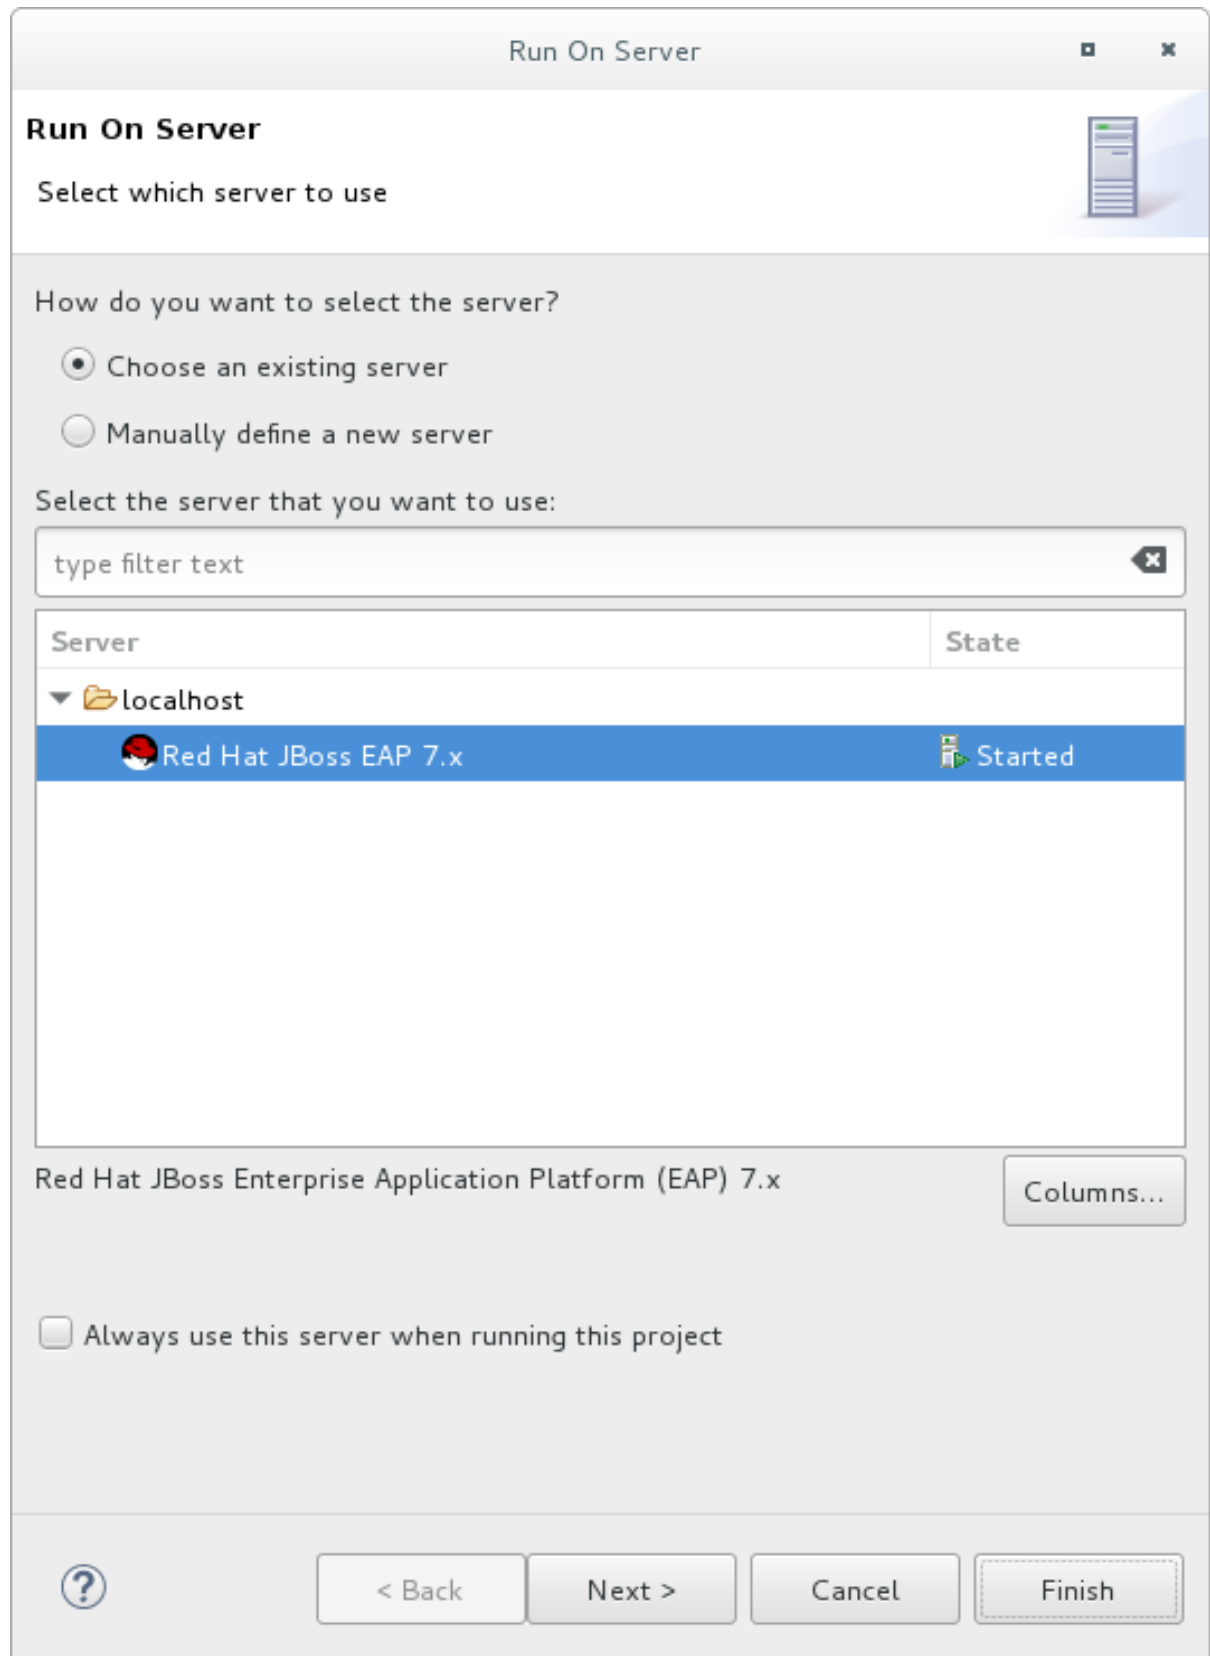 Run On Server
Run On Server
Select which server to use
How do you want to select the server?
Choose an existing server
Manually define a new server
Select the server that you want to use:
type filter text
Server State
localhost
Red Hat JBoss EAP 7.x Started
Red Hat JBoss Enterprise Application Platform (EAP) 7.x
Columns...
Always use this server when running this project
? < Back Next > Cancel Finish